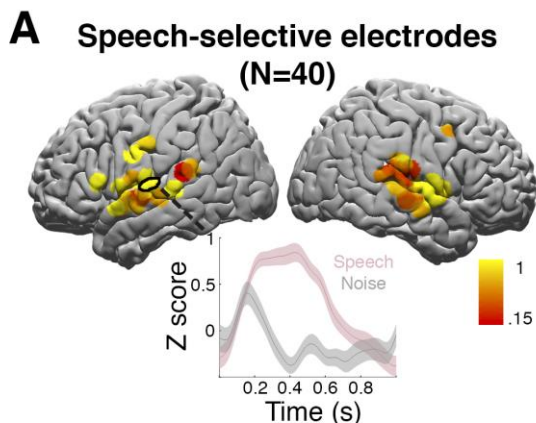 A
Speech-selective electrodes
(N=40)
1
Speech
Noise
0.5
0
Z score
0.2 0.4 0.6 0.8
Time (s)
1
.15